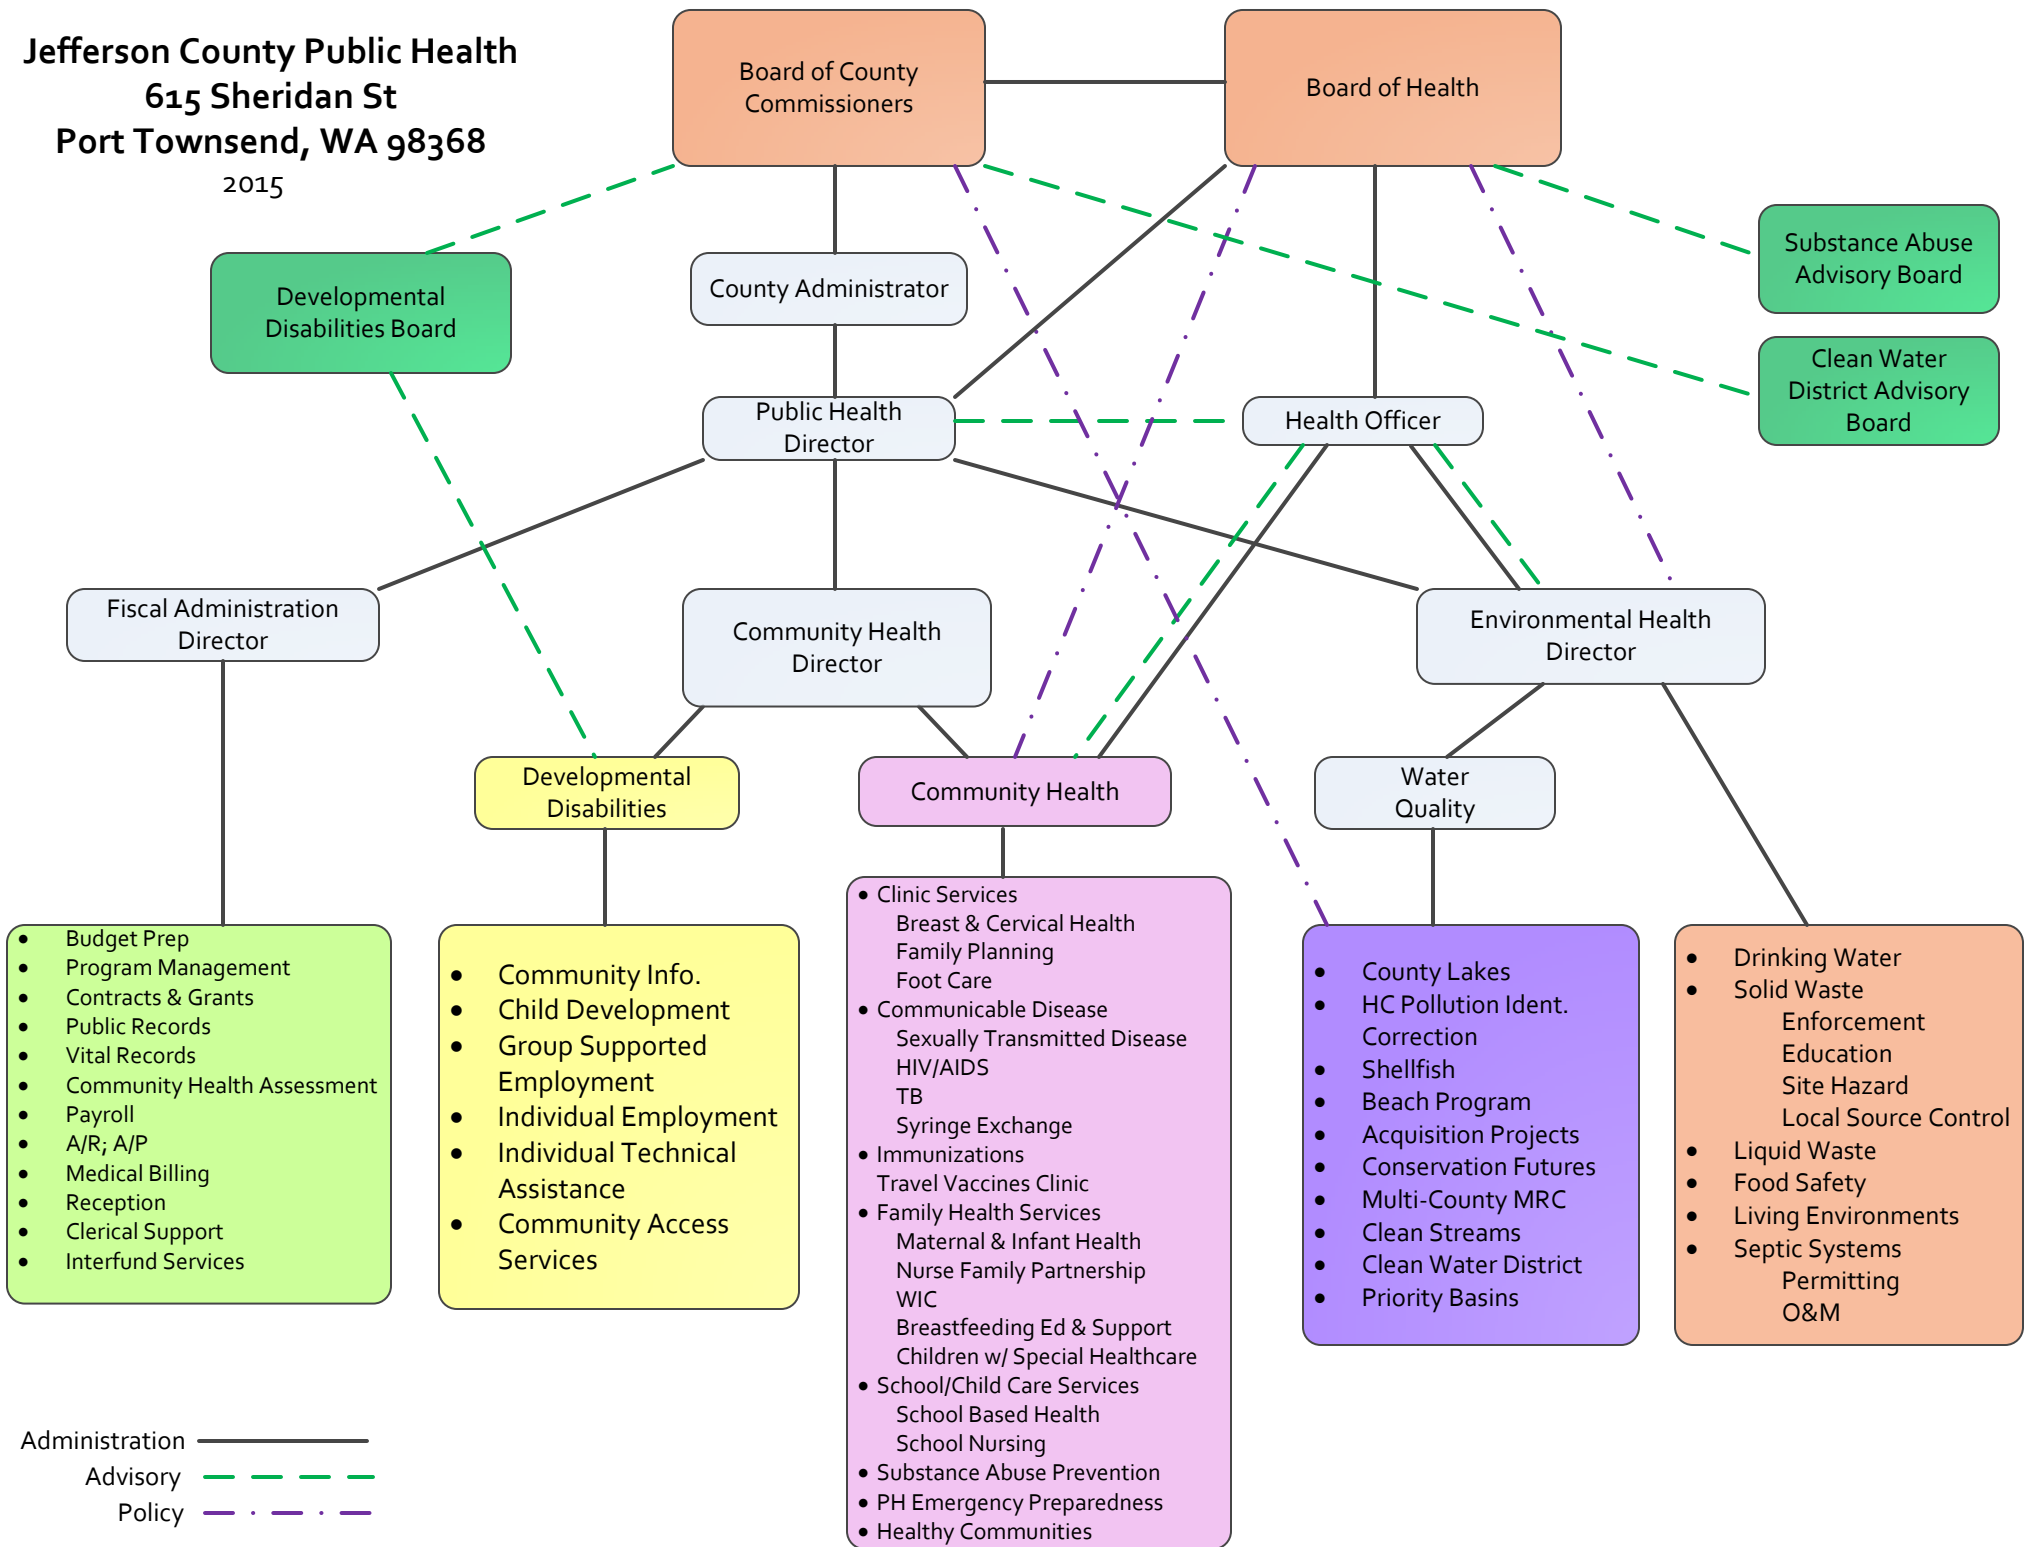 Jefferson County Public Health
615 Sheridan St
Port Townsend, WA 98368
2015
Board of County
Commissioners
Board of Health
Substance Abuse
Advisory Board
Developmental
Disabilities Board
County Administrator
Clean Water
District Advisory
Board
Public Health
Director
Health Officer
Fiscal Administration
Director
Community Health
Director
Environmental Health
Director
Developmental
Disabilities
Community Health
Water
Quality
• Budget Prep
• Program Management
• Contracts & Grants
• Public Records
• Vital Records
• Community Health Assessment
• Payroll
• A/R; A/P
• Medical Billing
• Reception
• Clerical Support
• Interfund Services
• Community Info.
• Child Development
• Group Supported
Employment
• Individual Employment
• Individual Technical
Assistance
• Community Access
Services
• Clinic Services
Breast & Cervical Health
Family Planning
Foot Care
• Communicable Disease
Sexually Transmitted Disease
HIV/AIDS
TB
Syringe Exchange
• Immunizations
Travel Vaccines Clinic
• Family Health Services
Maternal & Infant Health
Nurse Family Partnership
WIC
Breastfeeding Ed & Support
Children w/ Special Healthcare
• School/Child Care Services
School Based Health
School Nursing
• Substance Abuse Prevention
• PH Emergency Preparedness
• Healthy Communities
• County Lakes
• HC Pollution Ident.
Correction
• Shellfish
• Beach Program
• Acquisition Projects
• Conservation Futures
• Multi-County MRC
• Clean Streams
• Clean Water District
• Priority Basins
• Drinking Water
• Solid Waste
Enforcement
Education
Site Hazard
Local Source Control
• Liquid Waste
• Food Safety
• Living Environments
• Septic Systems
Permitting
O&M
Administration
Advisory
Policy